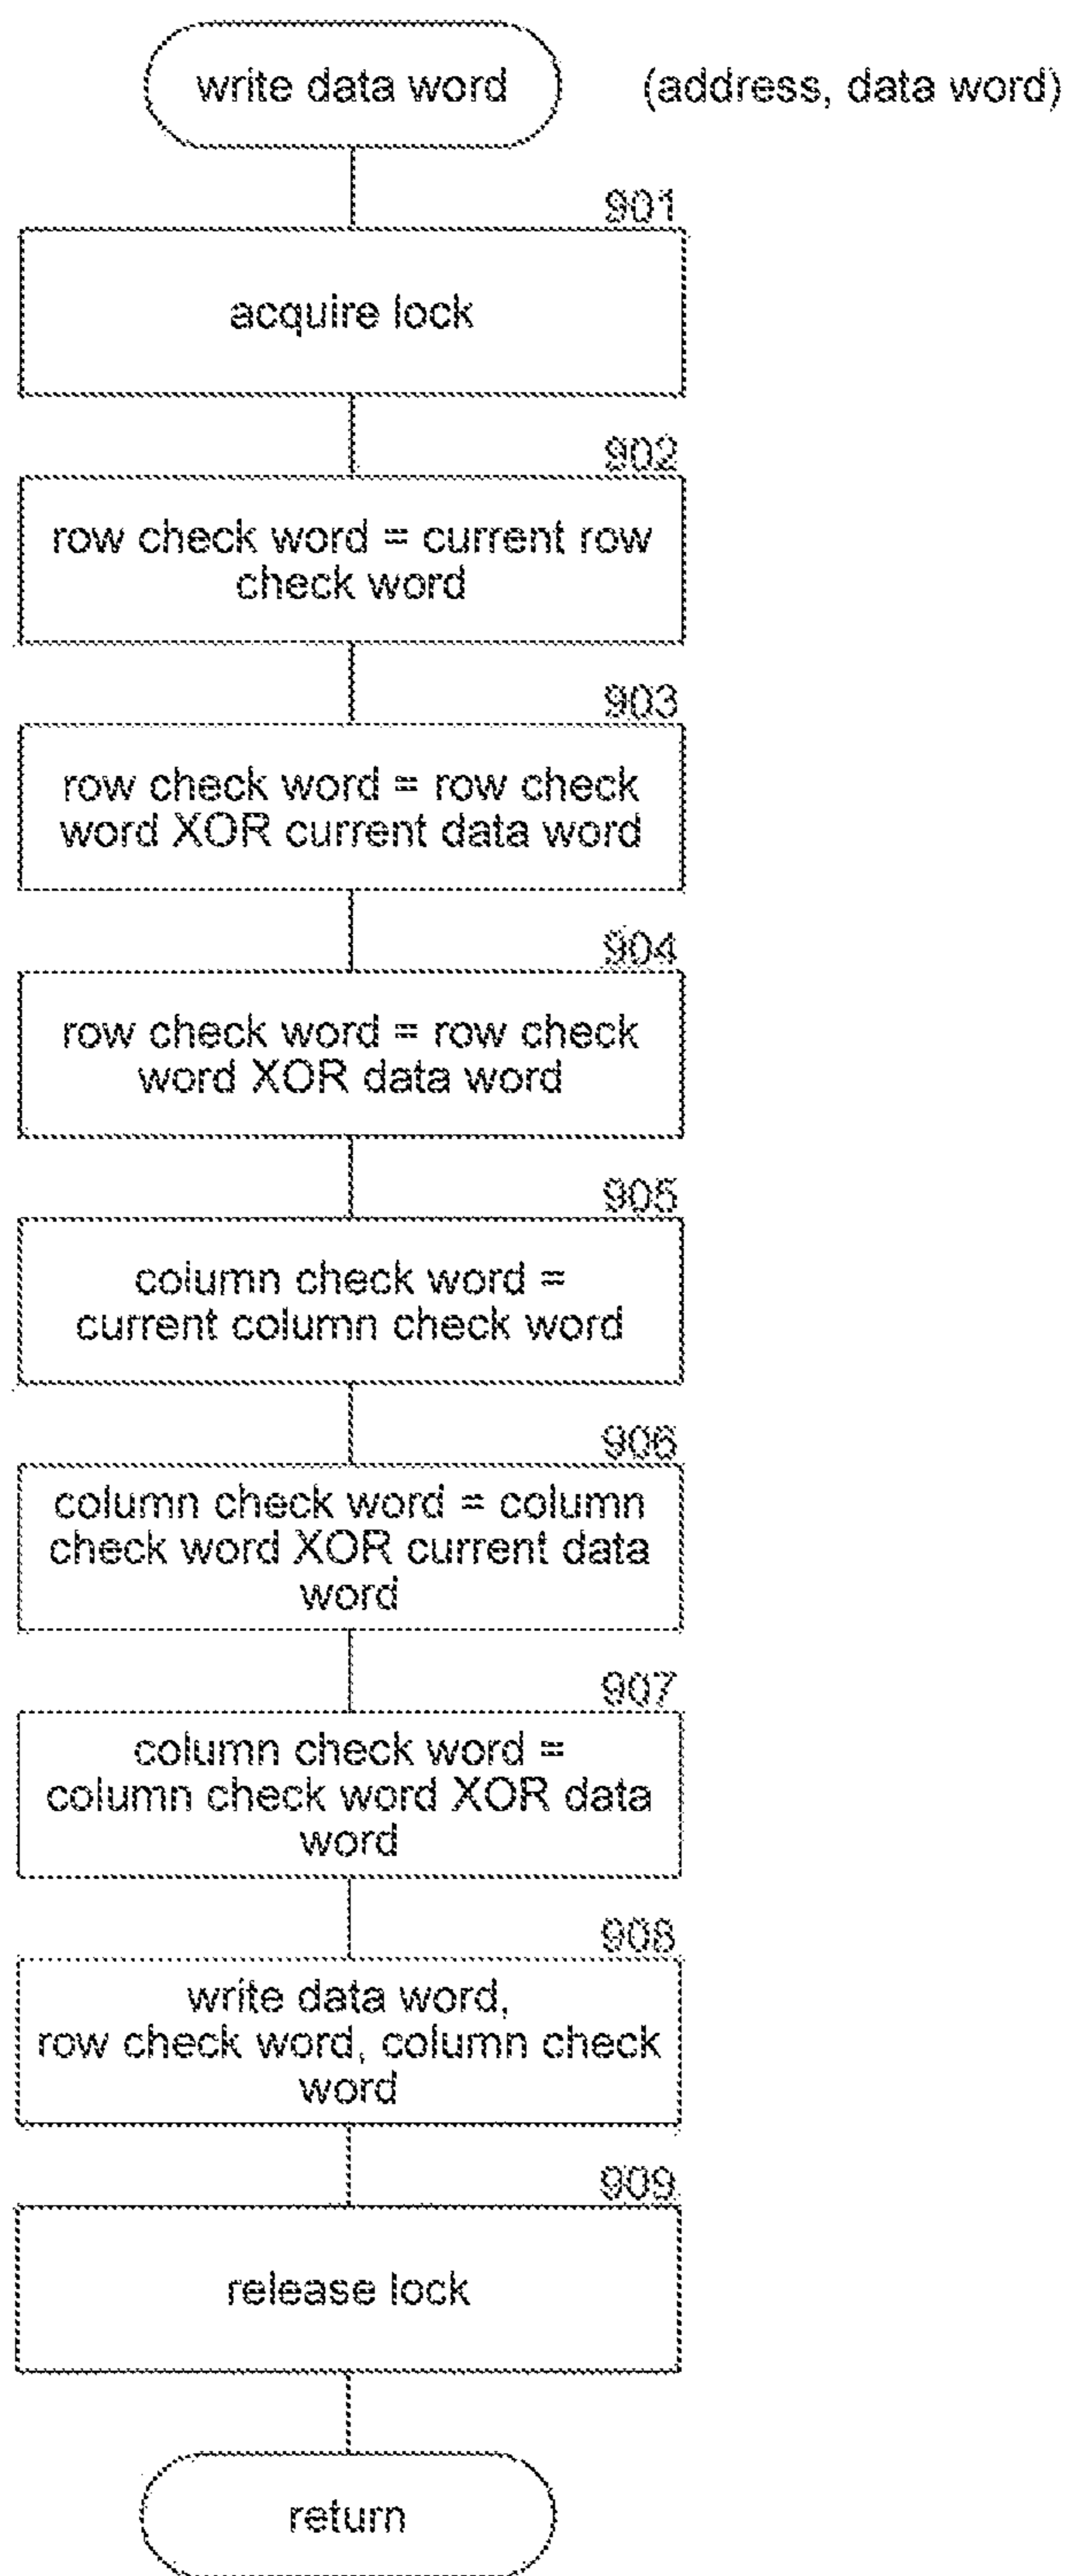 write data word (address, data word)
901
acquire lock
902
row check word = current row
check word
903
row check word = row check
word XOR current data word
904
row check word = row check
word XOR data word
905
column check word =
current column check word
906
column check word = column
check word XOR current data
word
907
column check word =
column check word XOR data
word
908
write data word,
row check word, column check
word
909
release lock
return